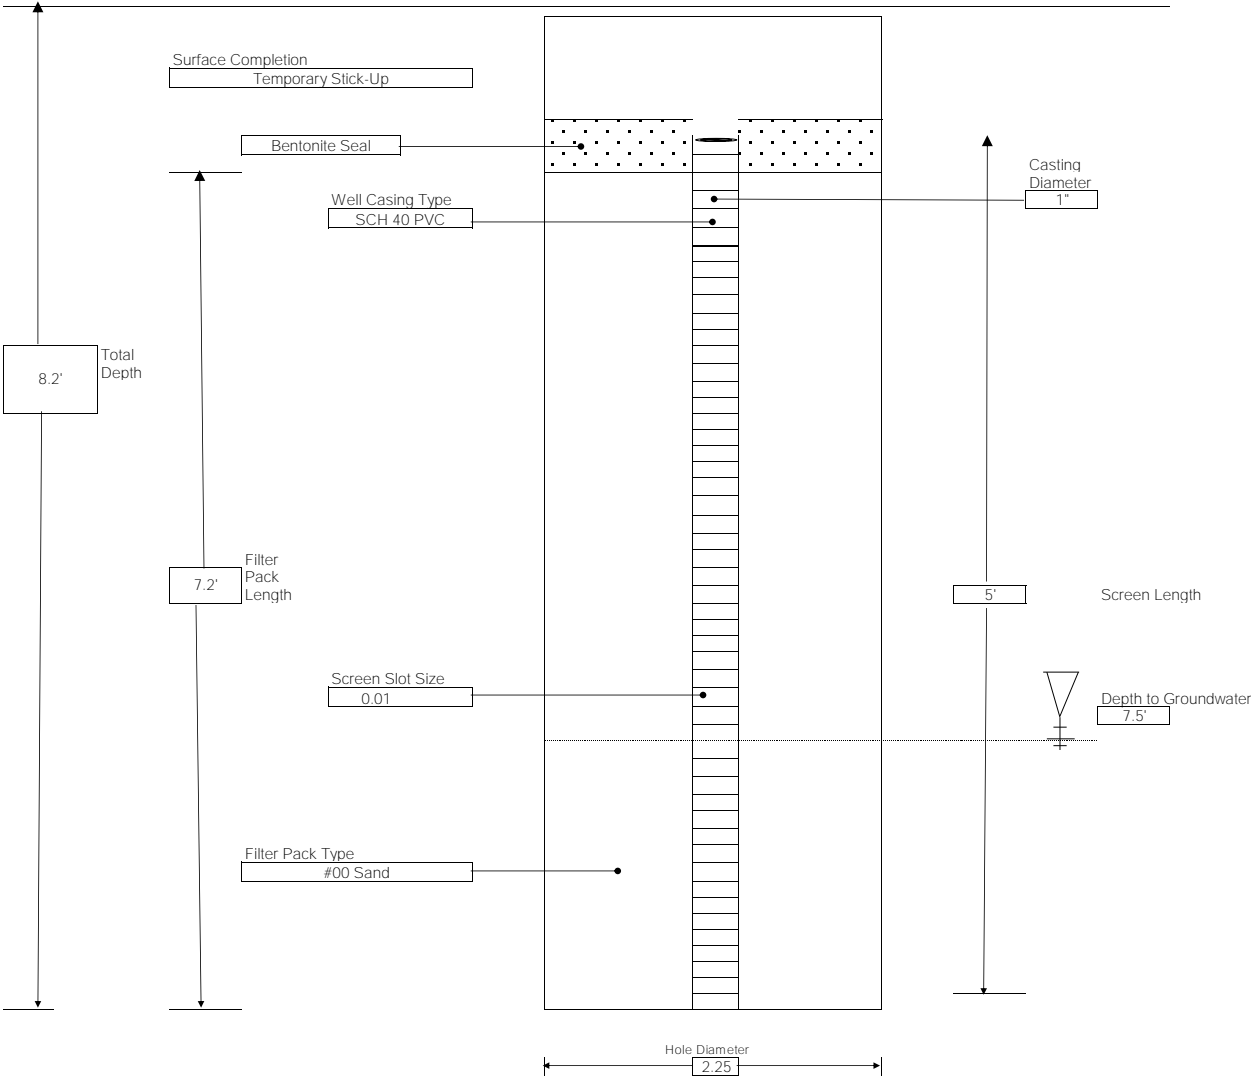 Surface Completion
Temporary Stick-Up
Bentonite Seal
Casting
Diameter
1"
Well Casing Type
SCH 40 PVC
Total
Depth
8.2'
Filter
Pack
Length
7.2'
5'
Screen Length
Screen Slot Size
0.01
Depth to Groundwater
7.5'
Filter Pack Type
#00 Sand
Hole Diameter
2.25